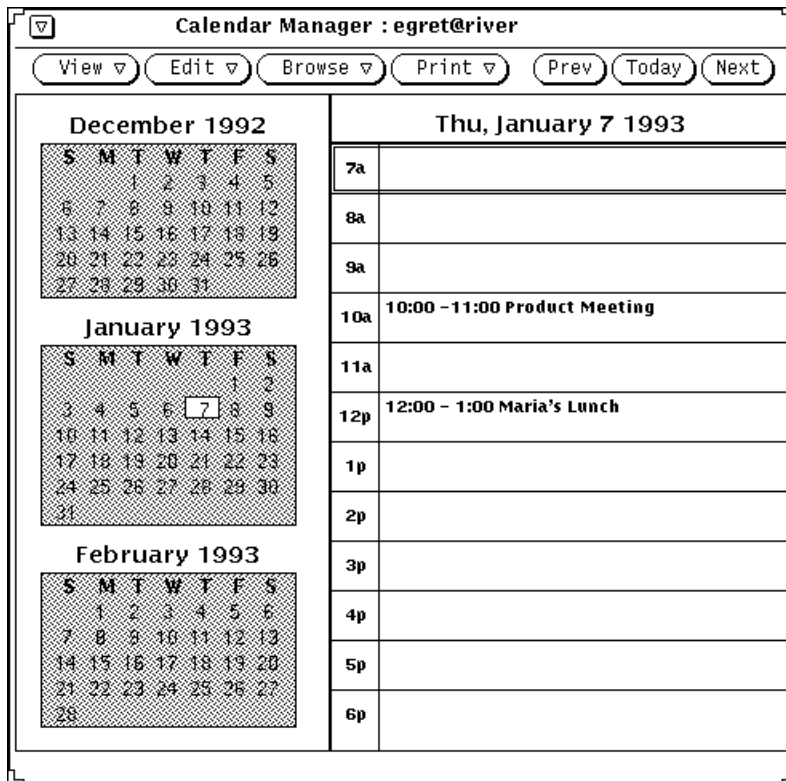 Calendar Manager : egret@river
View Edit Browse Print Prev Today Next
December 1992
S M T W T F S
1 2 3 4 5
6 7 8 9 10 11 12
13 14 15 16 17 18 19
20 21 22 23 24 25 26
27 28 29 30 31
January 1993
S M T W T F S
1 2
3 4 5 6 7 8 9
10 11 12 13 14 15 16
17 18 19 20 21 22 23
24 25 26 27 28 29 30
31
February 1993
S M T W T F S
1 2 3 4 5 6
7 8 9 10 11 12 13
14 15 16 17 18 19 20
21 22 23 24 25 26 27
28
Thu, January 7 1993
7a
8a
9a
10a 10:00 -11:00 Product Meeting
11a
12p 12:00 - 1:00 Maria's Lunch
1p
2p
3p
4p
5p
6p